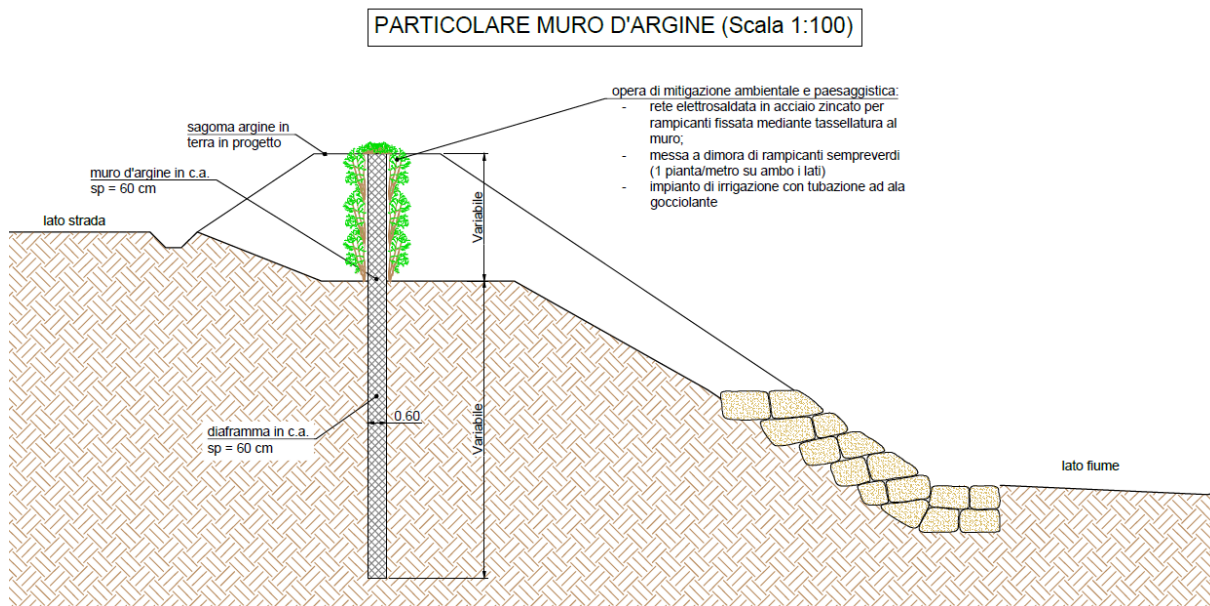 PARTICOLARE MURO D'ARGINE (Scala 1:100)
opera di mitigazione ambientale e paesaggistica:
- rete elettrosaldata in acciaio zincato per
rampicanti fissata mediante tassellatura al
muro;
- messa a dimora di rampicanti sempreverdi
(1 pianta/metro su ambo i lati)
- impianto di irrigazione con tubazione ad ala
gocciolante
sagoma argine in
terra in progetto
muro d'argine in c.a.
sp = 60 cm
lato strada
Variabile
Variabile
0.60
diaframma in c.a.
sp = 60 cm
lato fiume